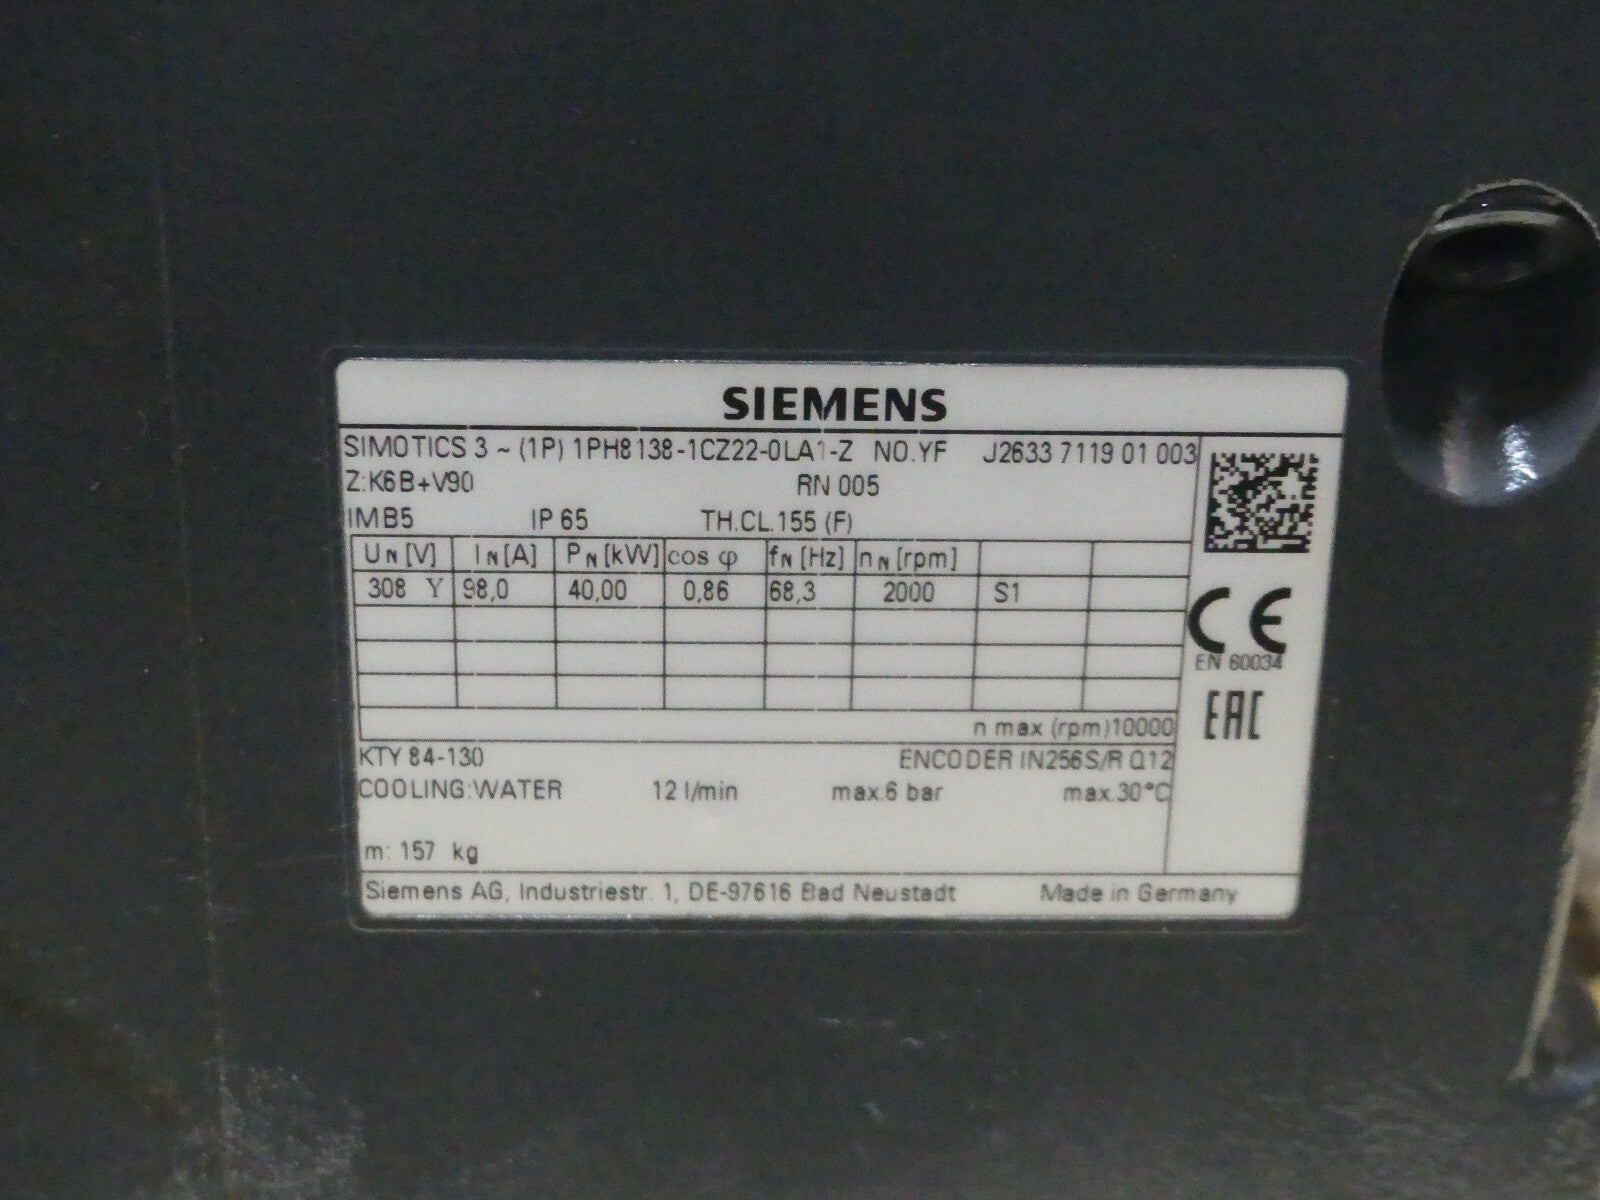 SIEMENS
SIMOTICS 3 ~ (1P) 1PH8138-1CZ22-0LA1-Z NO.YF J2633 7119 01 003
Z:K6B+V90 RN 005
IMB5 IP 65 TH.CL.155 (F)
UN [V] IN [A] PN [kW] cos φ fN [Hz] nN [rpm]
308 Y 98,0 40,00 0,86 68,3 2000 S1
CE
EN 60034
EAC
n max (rpm)10000
KTY 84-130 ENCODER IN256S/R Q12
COOLING:WATER 12 l/min max.6 bar max.30°C
m: 157 kg
Siemens AG, Industriestr. 1, DE-97616 Bad Neustadt Made in Germany